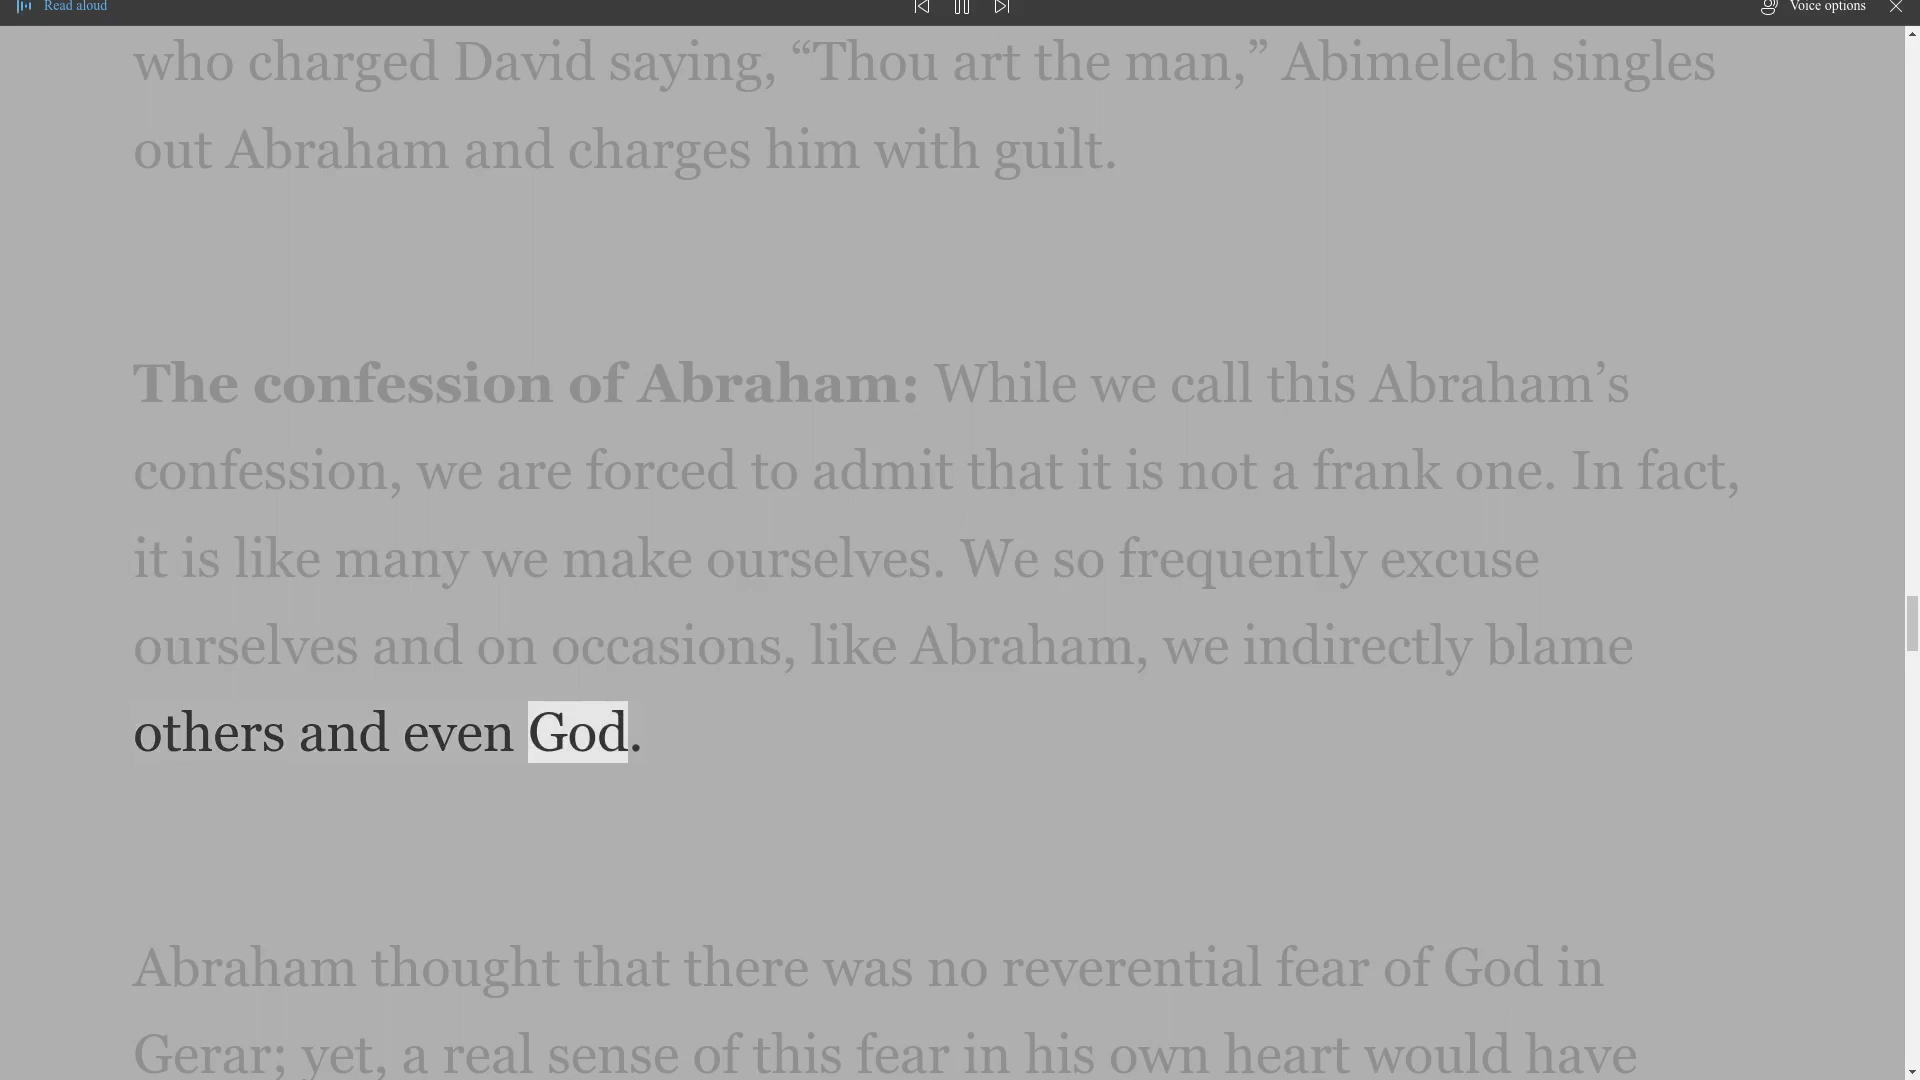 Read aloud
Voice options
who charged David saying, “Thou art the man,” Abimelech singles
out Abraham and charges him with guilt.
The confession of Abraham: While we call this Abraham’s
confession, we are forced to admit that it is not a frank one. In fact,
it is like many we make ourselves. We so frequently excuse
ourselves and on occasions, like Abraham, we indirectly blame
others and even God.
Abraham thought that there was no reverential fear of God in
Gerar; yet, a real sense of this fear in his own heart would have